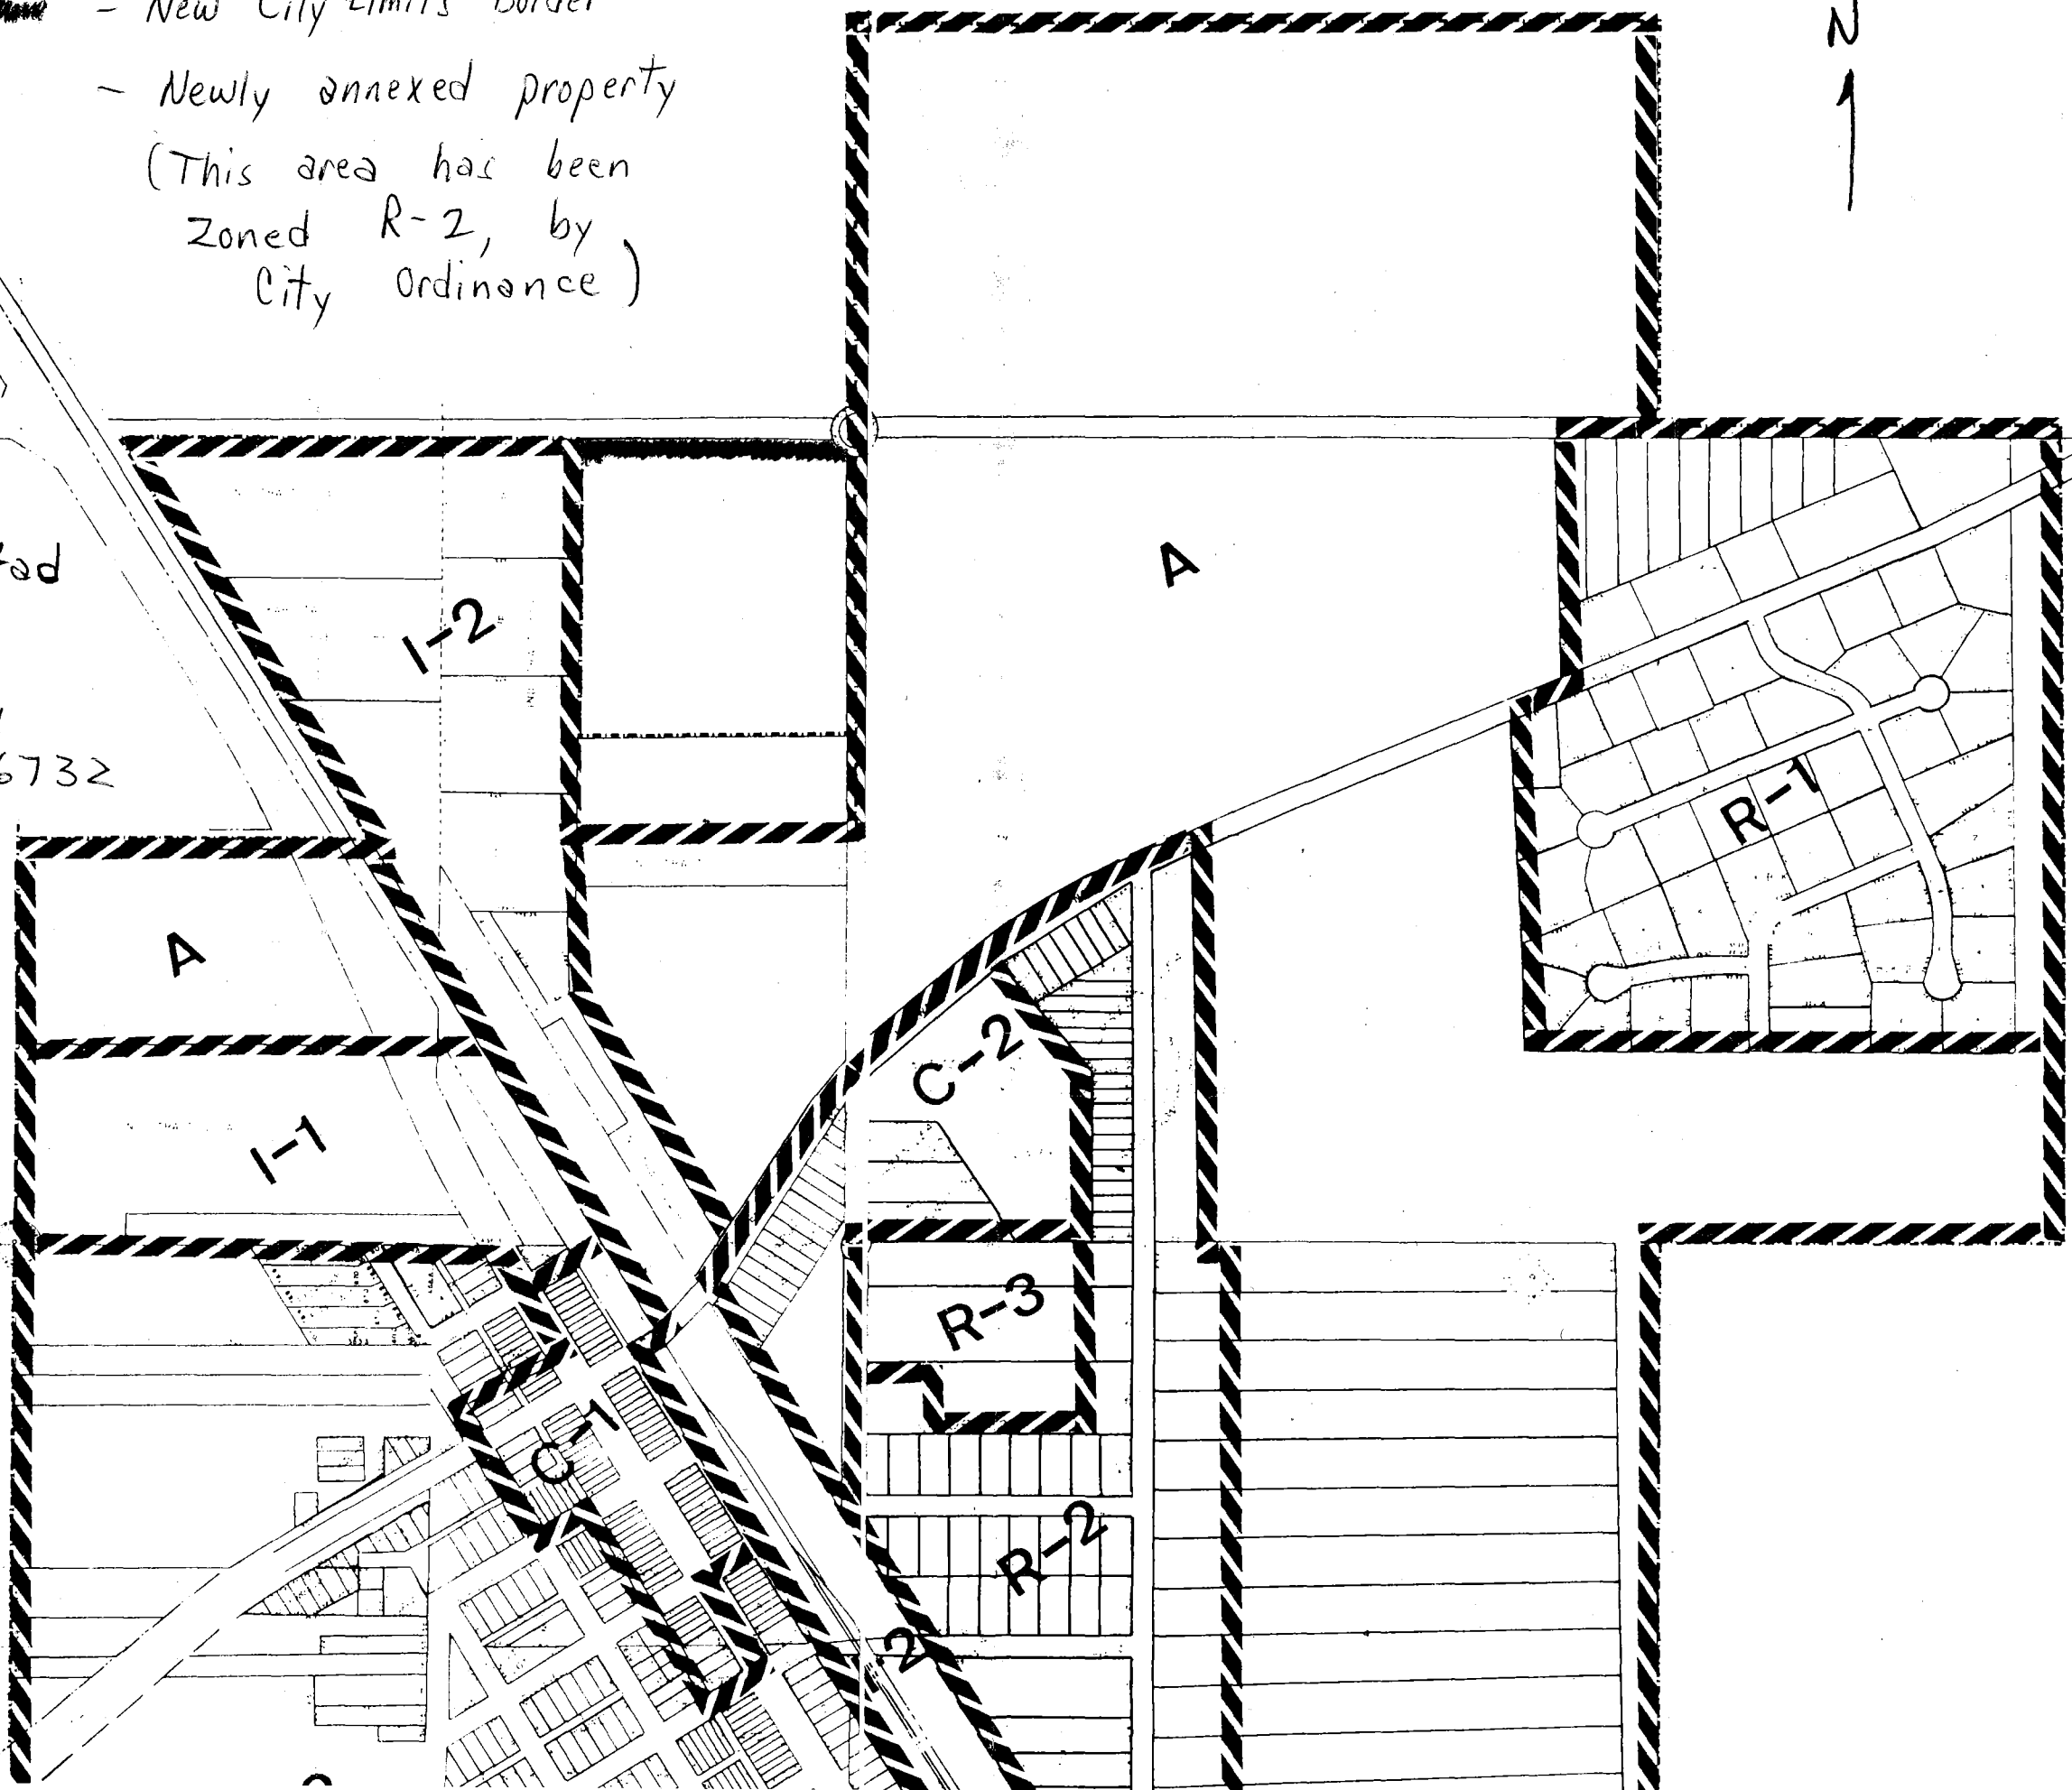 - New City Limits Border
N
- Newly annexed property
(This area has been
zoned R-2, by
City Ordinance)
A
I-2
6732
R-1
A
C-2
I-1
R-3
C-1
R-2
-2